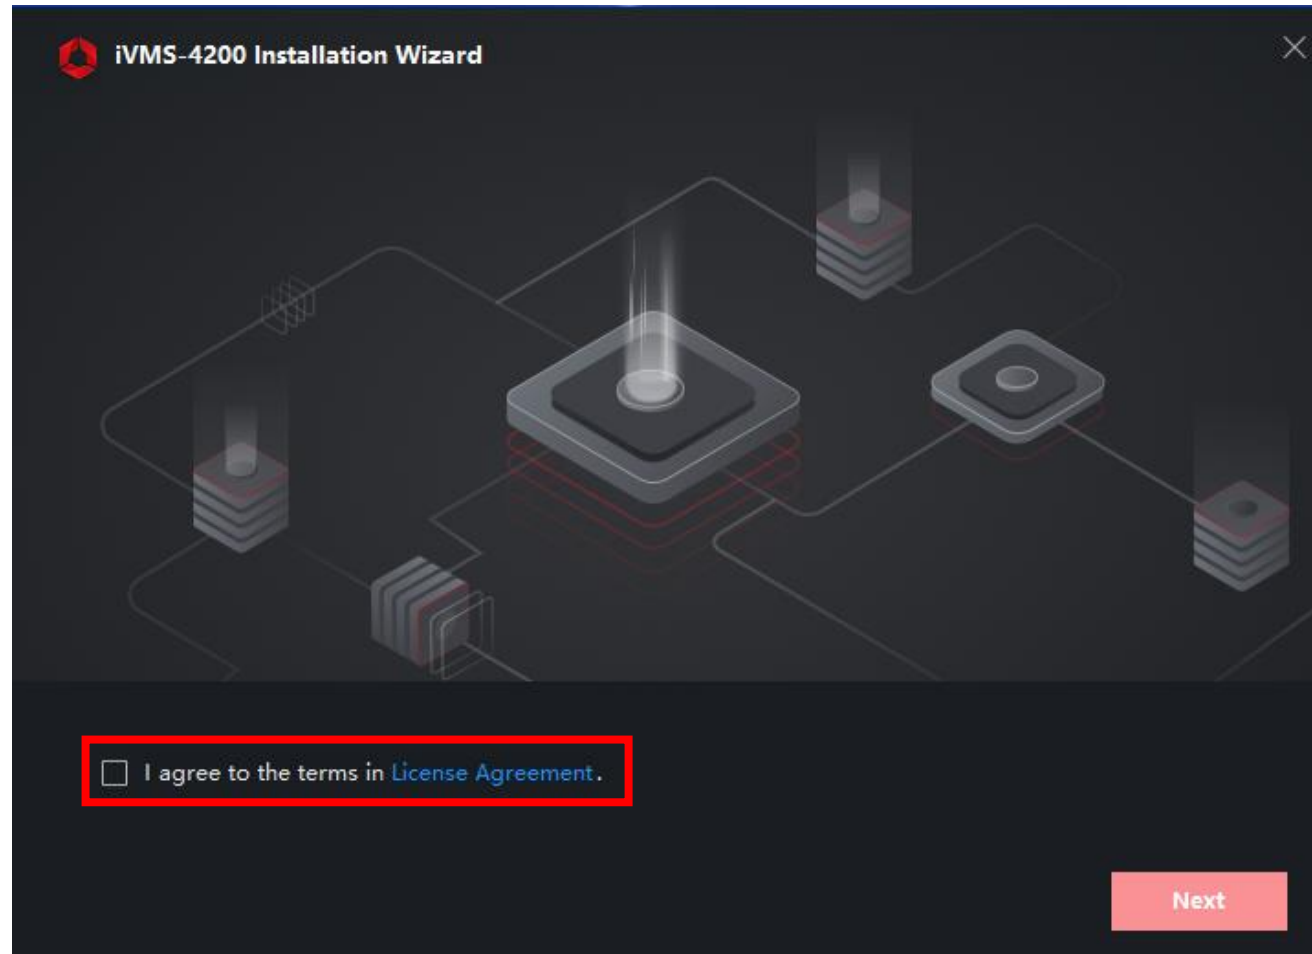 iVMS-4200 Installation Wizard
I agree to the terms in License Agreement.
Next